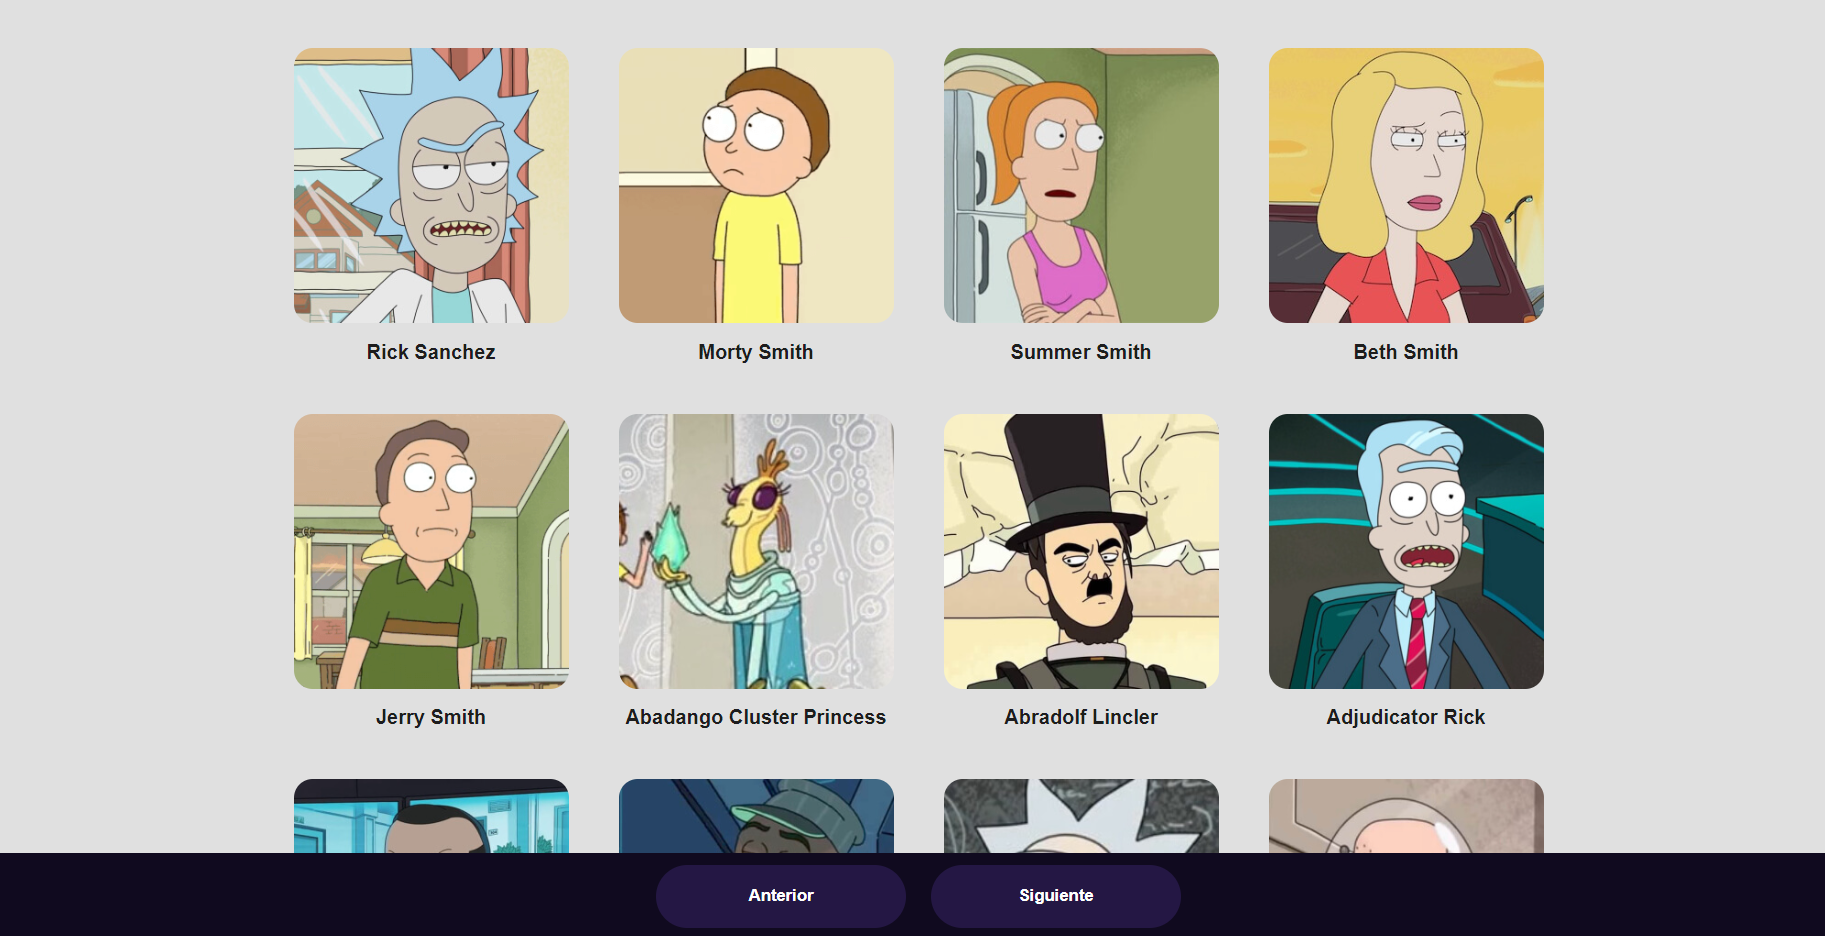 Rick Sanchez
Morty Smith
Summer Smith
Beth Smith
Jerry Smith
Abadango Cluster Princess
Abradolf Lincler
Adjudicator Rick
Anterior
Siguiente